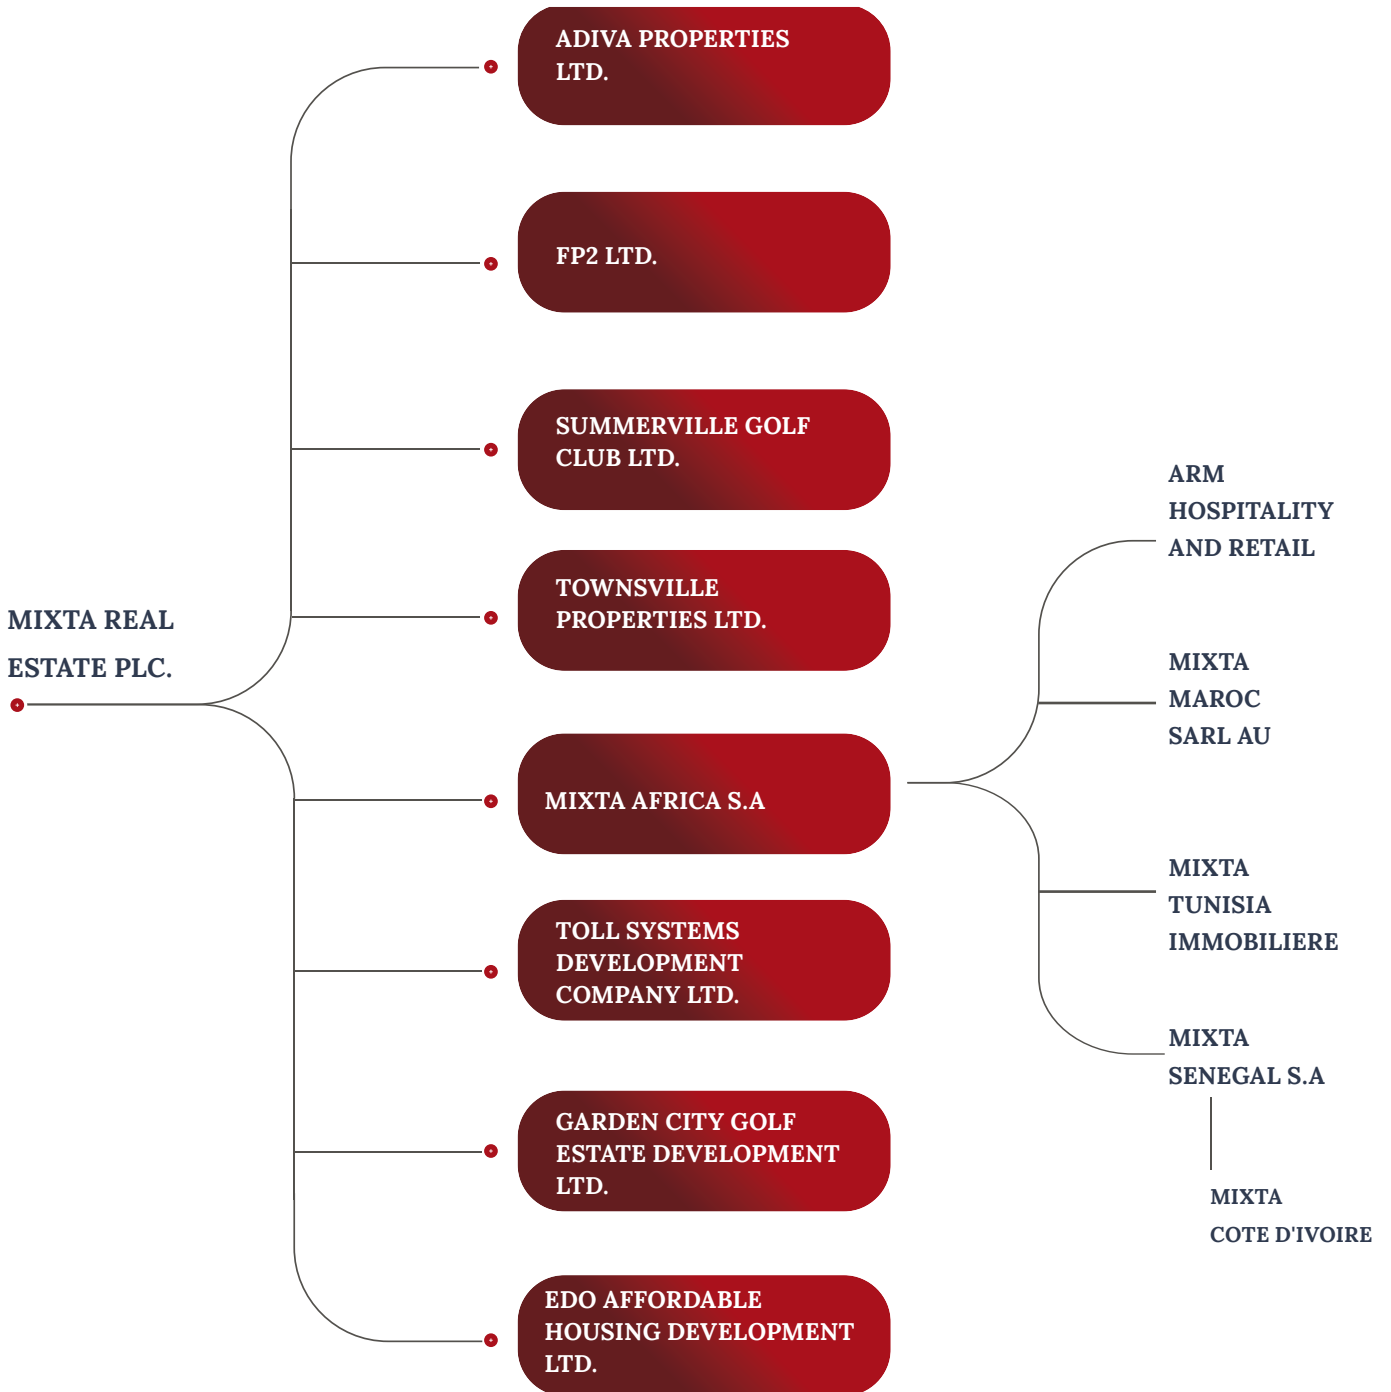 MIXTA REAL
ESTATE PLC.
ADIVA PROPERTIES
LTD.
FP2 LTD.
SUMMERVILLE GOLF
CLUB LTD.
TOWNSVILLE
PROPERTIES LTD.
MIXTA AFRICA S.A
TOLL SYSTEMS
DEVELOPMENT
COMPANY LTD.
GARDEN CITY GOLF
ESTATE DEVELOPMENT
LTD.
EDO AFFORDABLE
HOUSING DEVELOPMENT
LTD.
ARM
HOSPITALITY
AND RETAIL
MIXTA
MAROC
SARL AU
MIXTA
TUNISIA
IMMOBILIERE
MIXTA
SENEGAL S.A
MIXTA
COTE D'IVOIRE